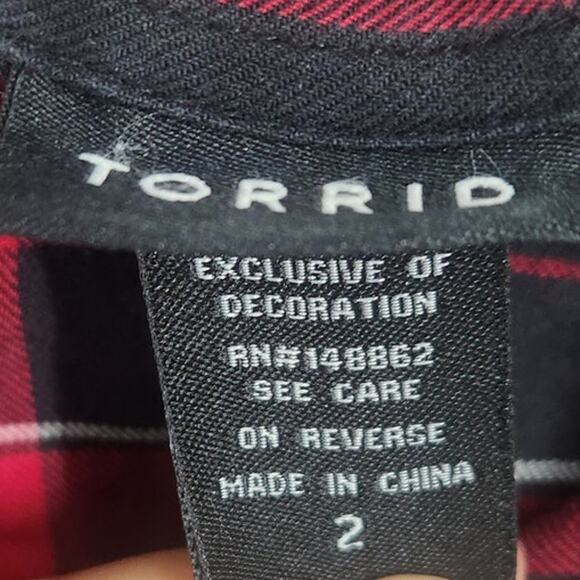 TORRID
EXCLUSIVE OF
DECORATION
RN#148862
SEE CARE
ON REVERSE
MADE IN CHINA
2